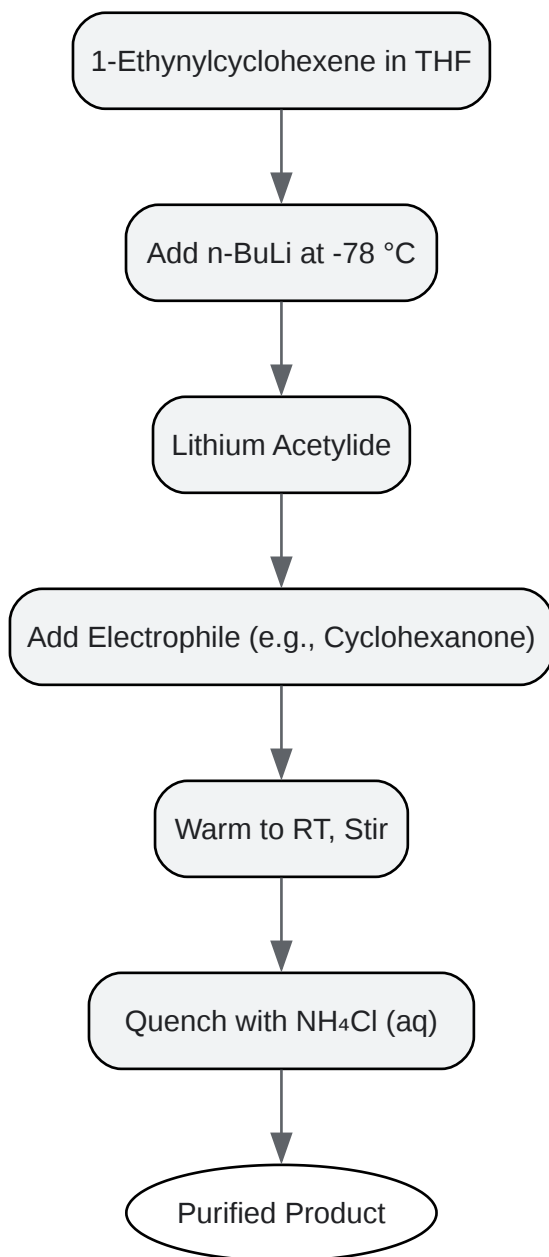 1-Ethynylcyclohexene in THF
Add n-BuLi at -78 °C
Lithium Acetylide
Add Electrophile (e.g., Cyclohexanone)
Warm to RT, Stir
Quench with NH₄Cl (aq)
Purified Product